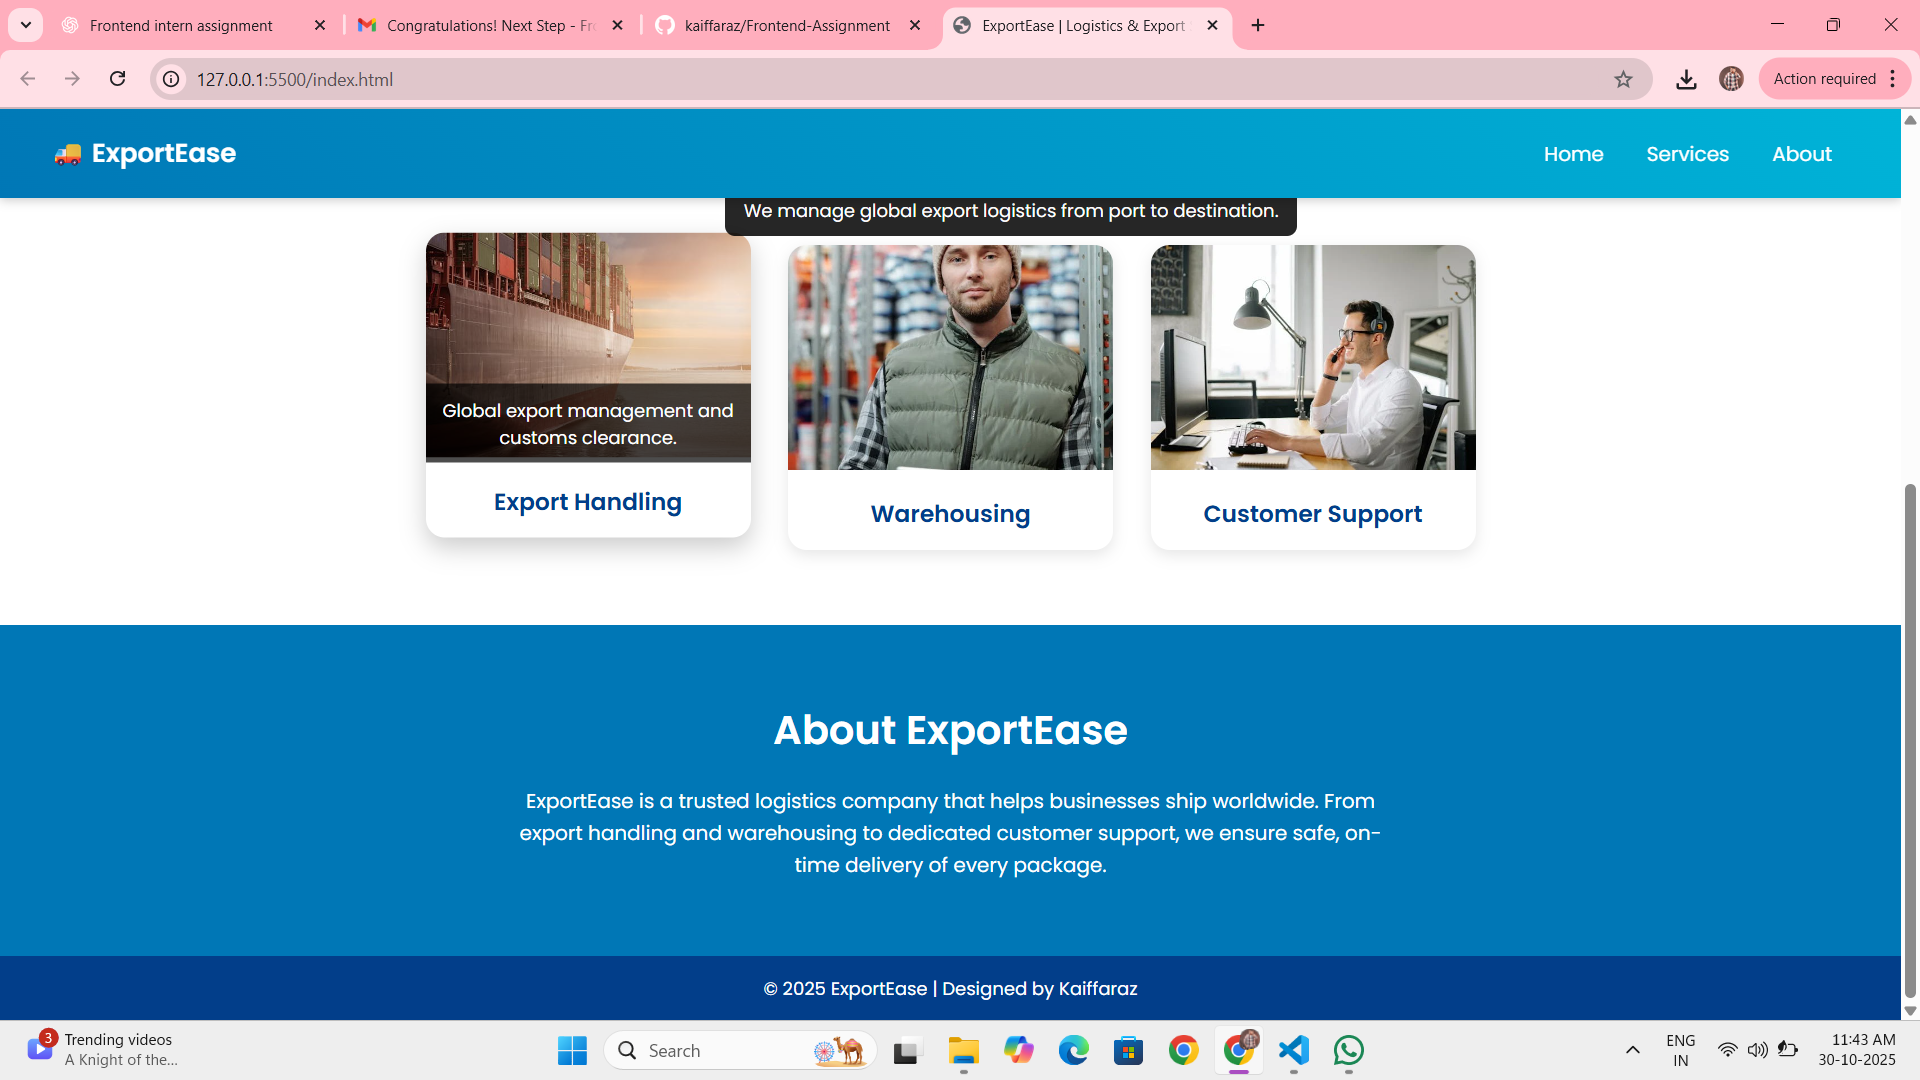 Frontend intern assignment
Congratulations! Next Step - Fr
kaiffaraz/Frontend-Assignment
ExportEase | Logistics & Export
127.0.0.1:5500/index.html
Action required
🚚 ExportEase
Home
Services
About
We manage global export logistics from port to destination.
Global export management and
customs clearance.
Export Handling
Warehousing
Customer Support
About ExportEase
ExportEase is a trusted logistics company that helps businesses ship worldwide. From
export handling and warehousing to dedicated customer support, we ensure safe, on-
time delivery of every package.
© 2025 ExportEase | Designed by Kaiffaraz
3
Trending videos
A Knight of the...
Search
ENG
IN
11:43 AM
30-10-2025